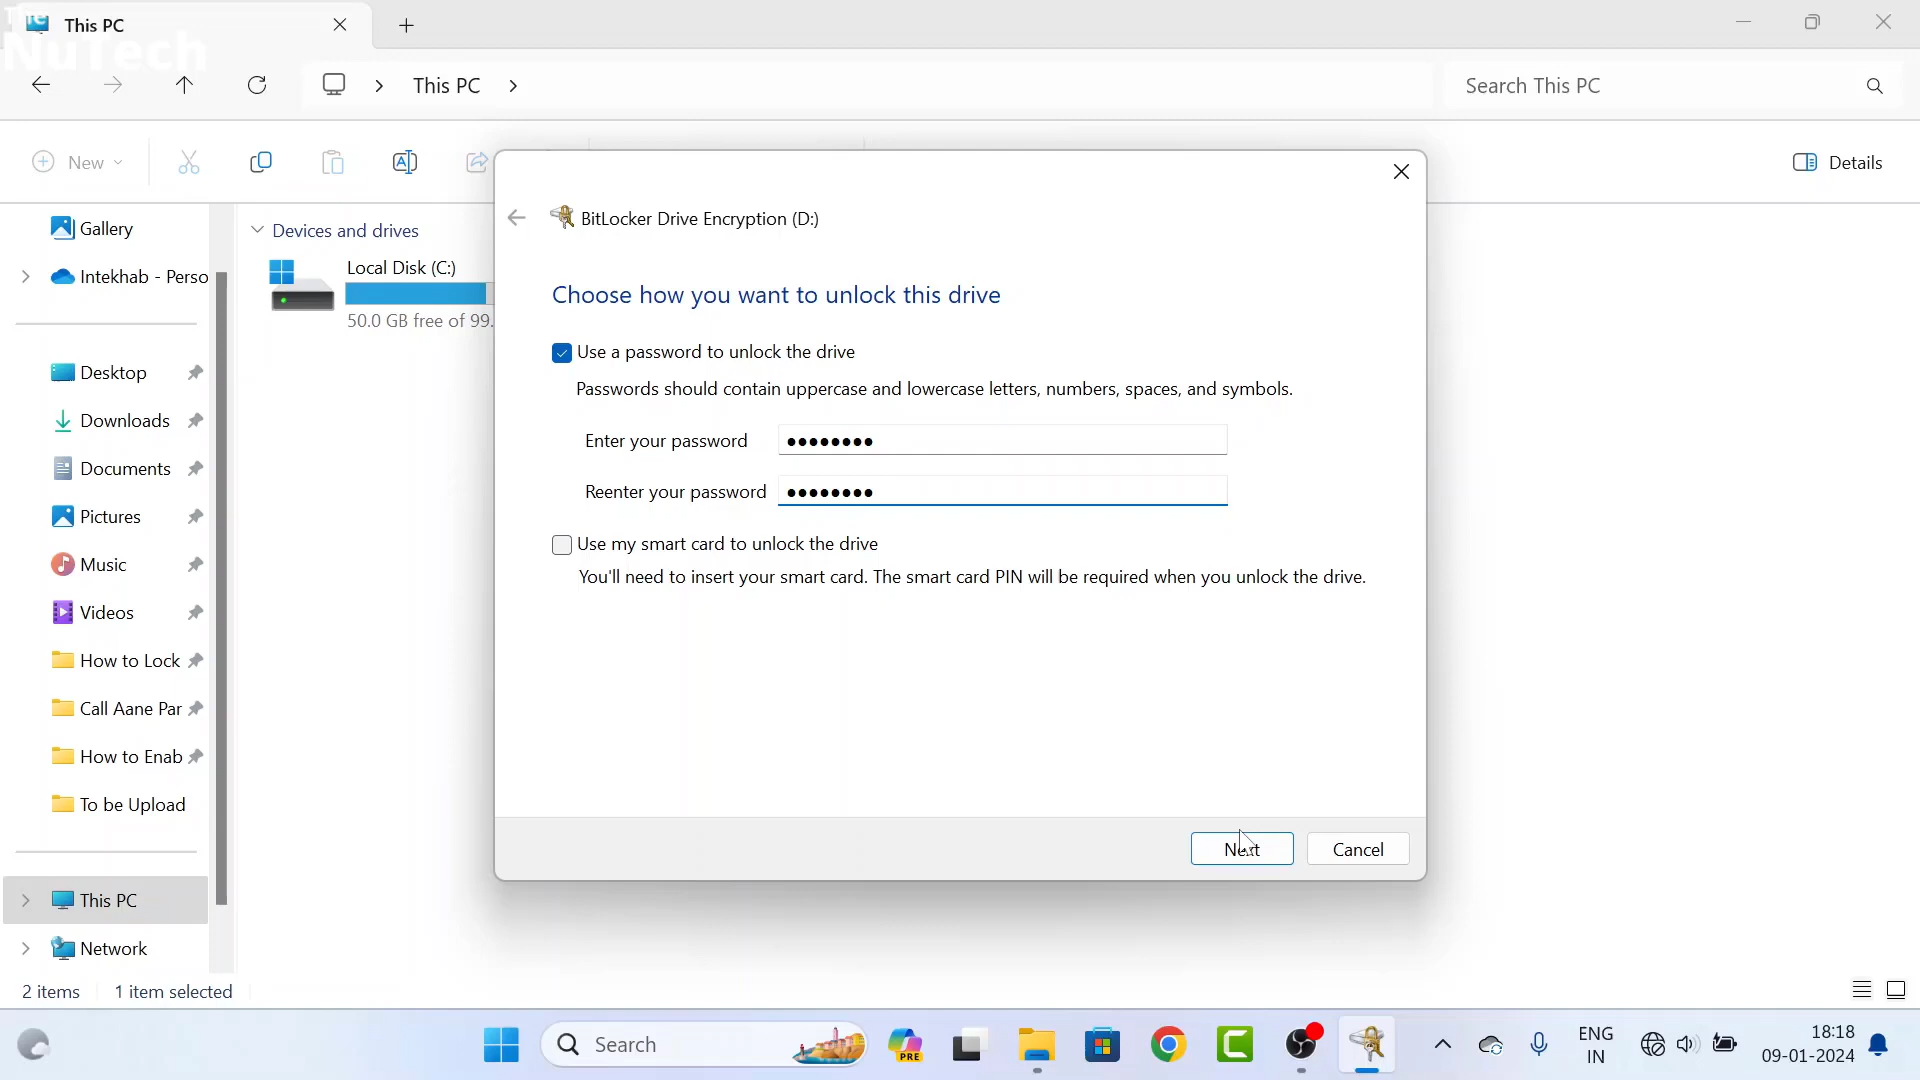 The
NuTech
This PC
This PC
Search This PC
New
Details
Gallery
Intekhab - Perso
Desktop
Downloads
Documents
Pictures
Music
Videos
How to Lock
Call Aane Par
How to Enab
To be Upload
This PC
Network
Devices and drives
Local Disk (C:)
50.0 GB free of 99.
BitLocker Drive Encryption (D:)
Choose how you want to unlock this drive
Use a password to unlock the drive
Passwords should contain uppercase and lowercase letters, numbers, spaces, and symbols.
Enter your password ●●●●●●●●
Reenter your password ●●●●●●●●
Use my smart card to unlock the drive
You'll need to insert your smart card. The smart card PIN will be required when you unlock the drive.
Next
Cancel
2 items
1 item selected
Search
PRE
ENG
IN
18:18
09-01-2024